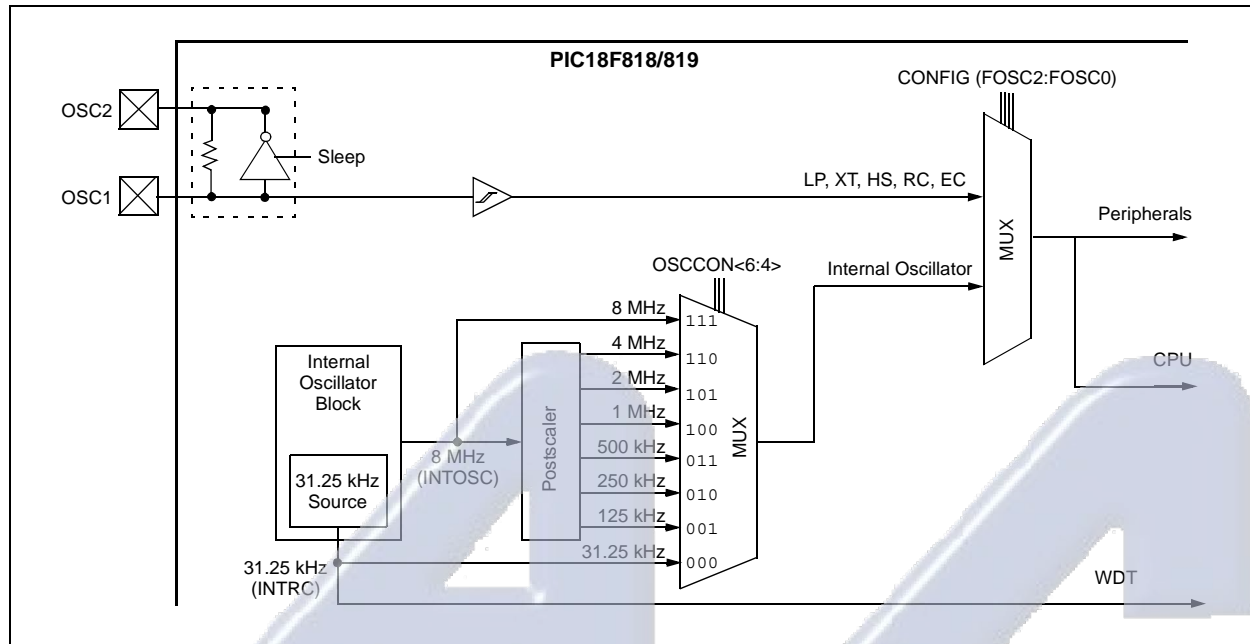 PIC18F818/819
CONFIG (FOSC2:FOSC0)
OSC2
Sleep
OSC1
LP, XT, HS, RC, EC
Peripherals
MUX
OSCCON<6:4>
Internal Oscillator
8 MHz
111
4 MHz
110
Internal
Oscillator
Block
CPU
2 MHz
101
1 MHz
100
MUX
Postscaler
8 MHz
(INTOSC)
500 kHz
011
31.25 kHz
Source
250 kHz
010
125 kHz
001
31.25 kHz
000
31.25 kHz
(INTRC)
WDT